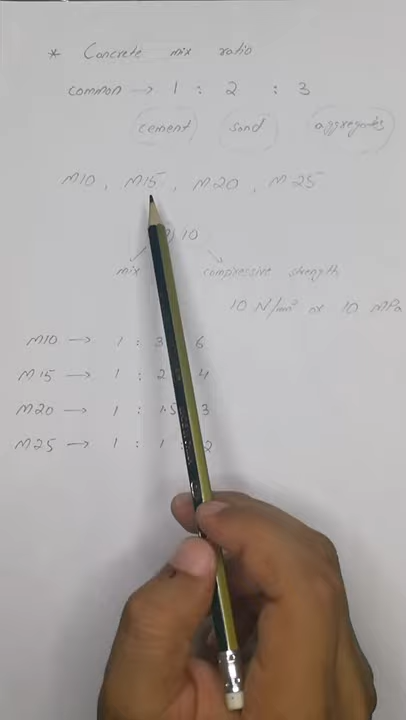 * Concrete mix ratio
common → 1 : 2 : 3
cement sand aggregates
M10, M15, M20, M25
10
mix compressive strength
10 N/mm² or 10 MPa
M10 → 1 : 3 6
M15 → 1 : 2 4
M20 → 1 : 1.5 3
M25 → 1 : 1 : 2